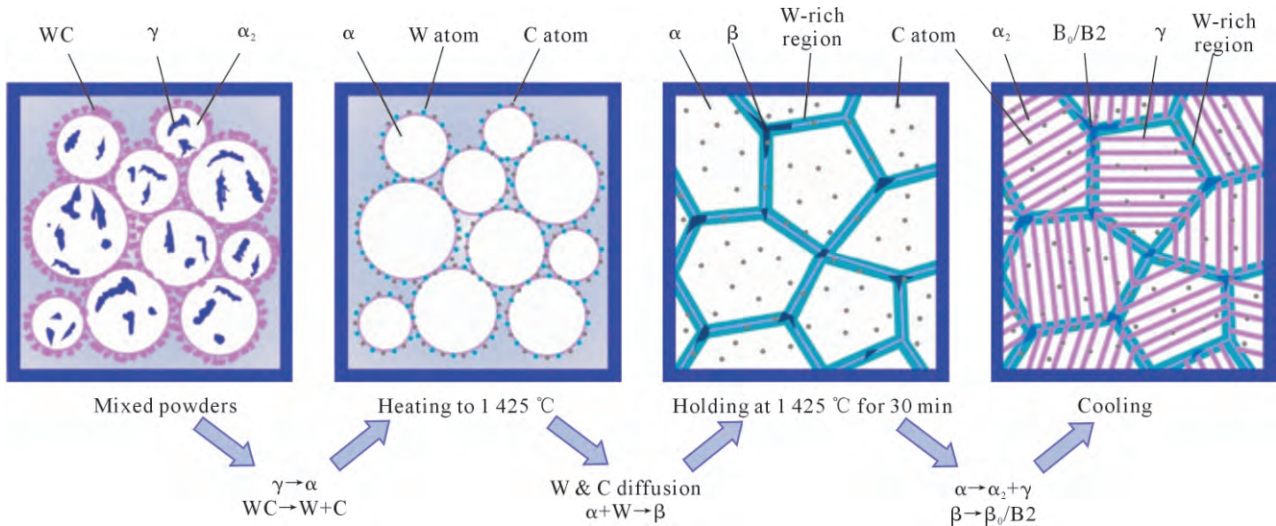 WC γ α₂ α W atom C atom α β W-rich region C atom α₂ B₀/B2 γ W-rich region
Mixed powders Heating to 1 425 ℃ Holding at 1 425 ℃ for 30 min Cooling
γ→α
WC→W+C
W & C diffusion
α+W→β
α→α₂+γ
β→β₀/B2